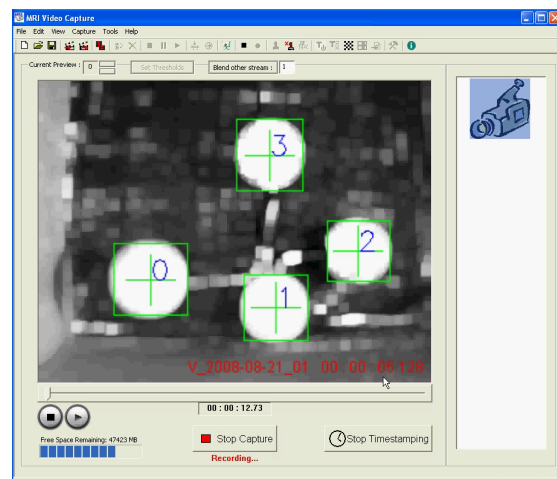 MRI Video Capture
File Edit View Capture Tools Help
Current Preview : 0 Set Thresholds Blend other stream : 1
3
2
0
1
V_2008-08-21_01 00: 00 : 05:128
00 : 00 : 12.73
Free Space Remaining: 47423 MB
Stop Capture
Stop Timestamping
Recording...